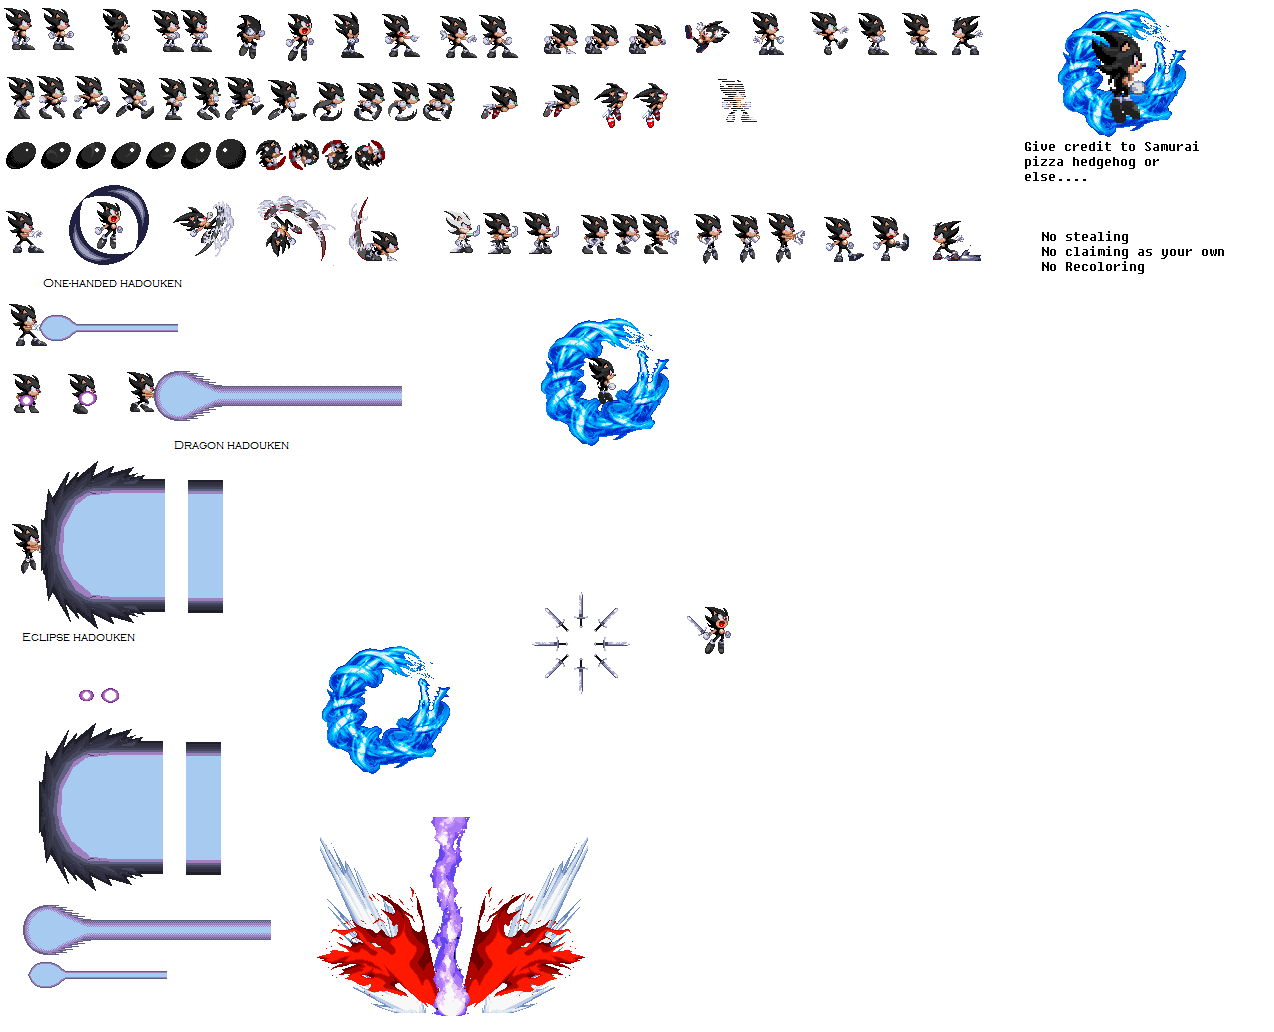 Give credit to Samurai
pizza hedgehog or
else....
No stealing
No claiming as your own
No Recoloring
One-handed hadouken
Dragon hadouken
Eclipse hadouken